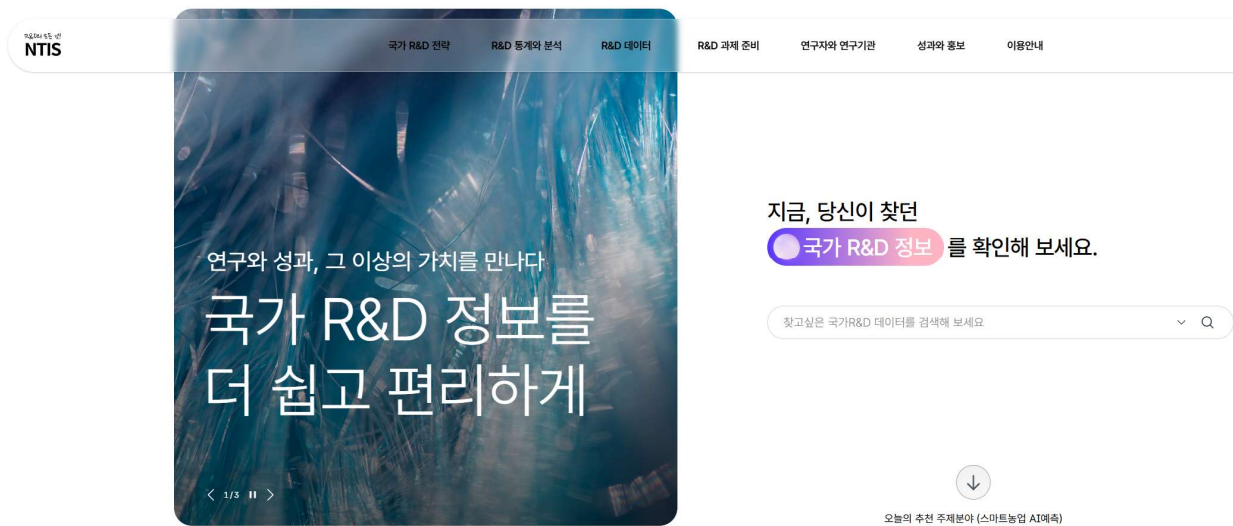 R&D의 모든 것!
NTIS
국가 R&D 전략
R&D 통계와 분석
R&D 데이터
R&D 과제 준비
연구자와 연구기관
성과와 홍보
이용안내
연구와 성과, 그 이상의 가치를 만나다
국가 R&D 정보를
더 쉽고 편리하게
1/3
지금, 당신이 찾던
국가 R&D 정보 를 확인해 보세요.
찾고싶은 국가R&D 데이터를 검색해 보세요
오늘의 추천 주제분야 (스마트농업 AI예측)